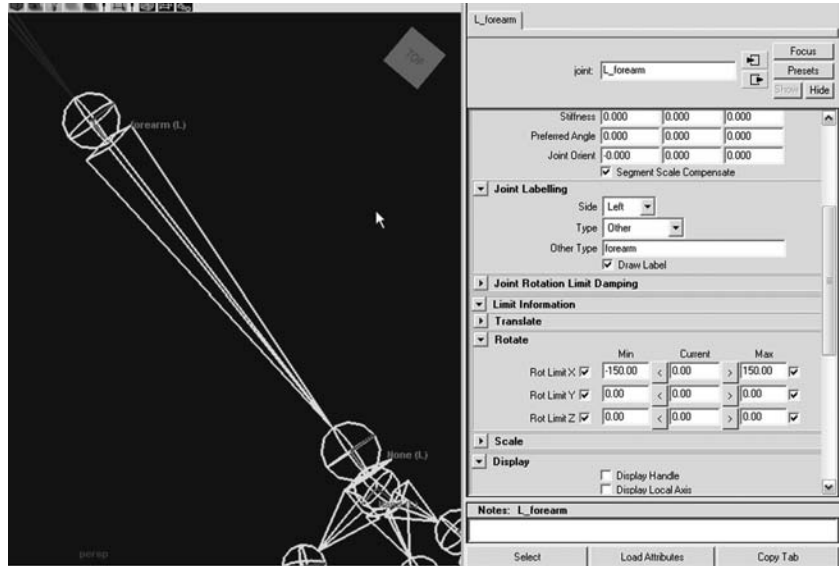 L_forearm
joint: L_forearm
Focus
Presets
Show Hide
Stiffness 0.000 0.000 0.000
Preferred Angle 0.000 0.000 0.000
Joint Orient -0.000 0.000 0.000
Segment Scale Compensate
Joint Labelling
Side Left
Type Other
Other Type forearm
Draw Label
Joint Rotation Limit Damping
Limit Information
Translate
Rotate
Min Current Max
Rot Limit X -150.00 < 0.00 > 150.00
Rot Limit Y 0.00 < 0.00 > 0.00
Rot Limit Z 0.00 < 0.00 > 0.00
Scale
Display
Display Handle
Display Local Axis
Notes: L_forearm
Select Load Attributes Copy Tab
TOP
forearm (L)
None (L)
persp